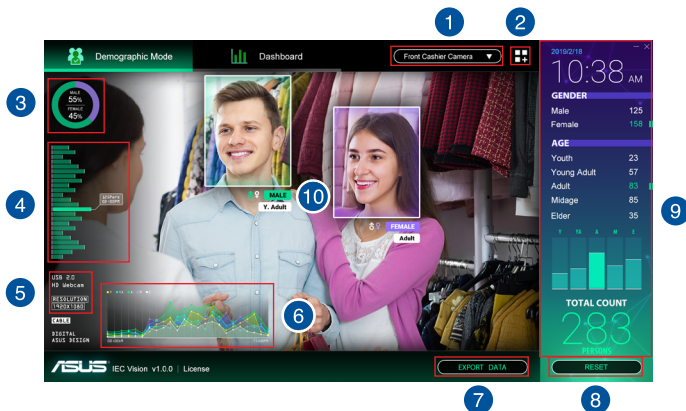 1
2
Demographic Mode
Dashboard
Front Cashier Camera
2019/2/18
10:38 AM
3
MALE
55%
FEMALE
45%
GENDER
Male 125
Female 158
AGE
Youth 23
Young Adult 57
Adult 83
Midage 85
Elder 35
4
10
MALE
Y. Adult
FEMALE
Adult
9
Y YA A M E
5
USB 2.0
HD Webcam
RESOLUTION
CABLE
DIGITAL
ASUS DESIGN
6
TOTAL COUNT
283
PERSONS
ASUS IEC Vision v1.0.0 | License
EXPORT DATA
RESET
7
8